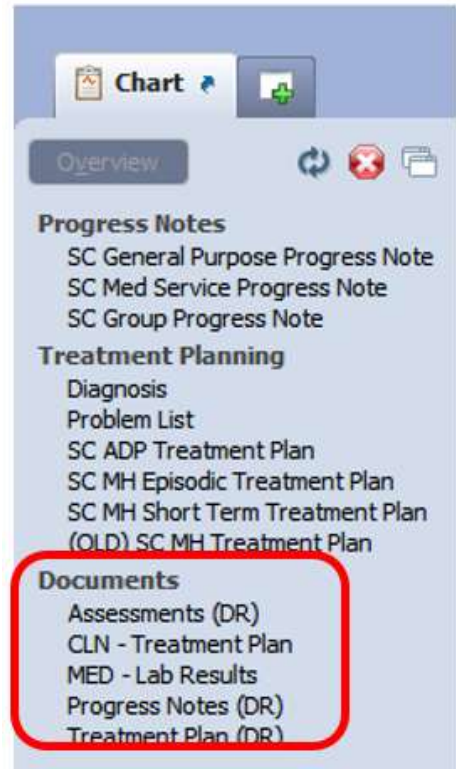 Chart
Overview
Progress Notes
SC General Purpose Progress Note
SC Med Service Progress Note
SC Group Progress Note
Treatment Planning
Diagnosis
Problem List
SC ADP Treatment Plan
SC MH Episodic Treatment Plan
SC MH Short Term Treatment Plan
(OLD) SC MH Treatment Plan
Documents
Assessments (DR)
CLN - Treatment Plan
MED - Lab Results
Progress Notes (DR)
Treatment Plan (DR)